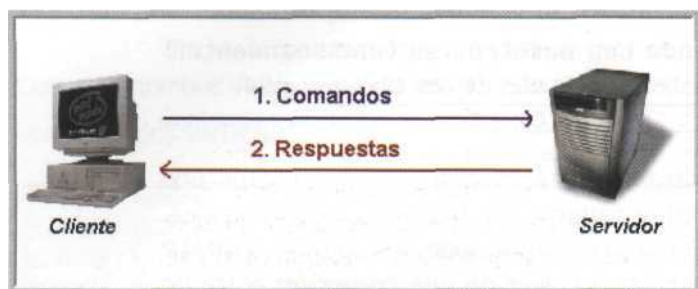 1. Comandos
2. Respuestas
Cliente
Servidor